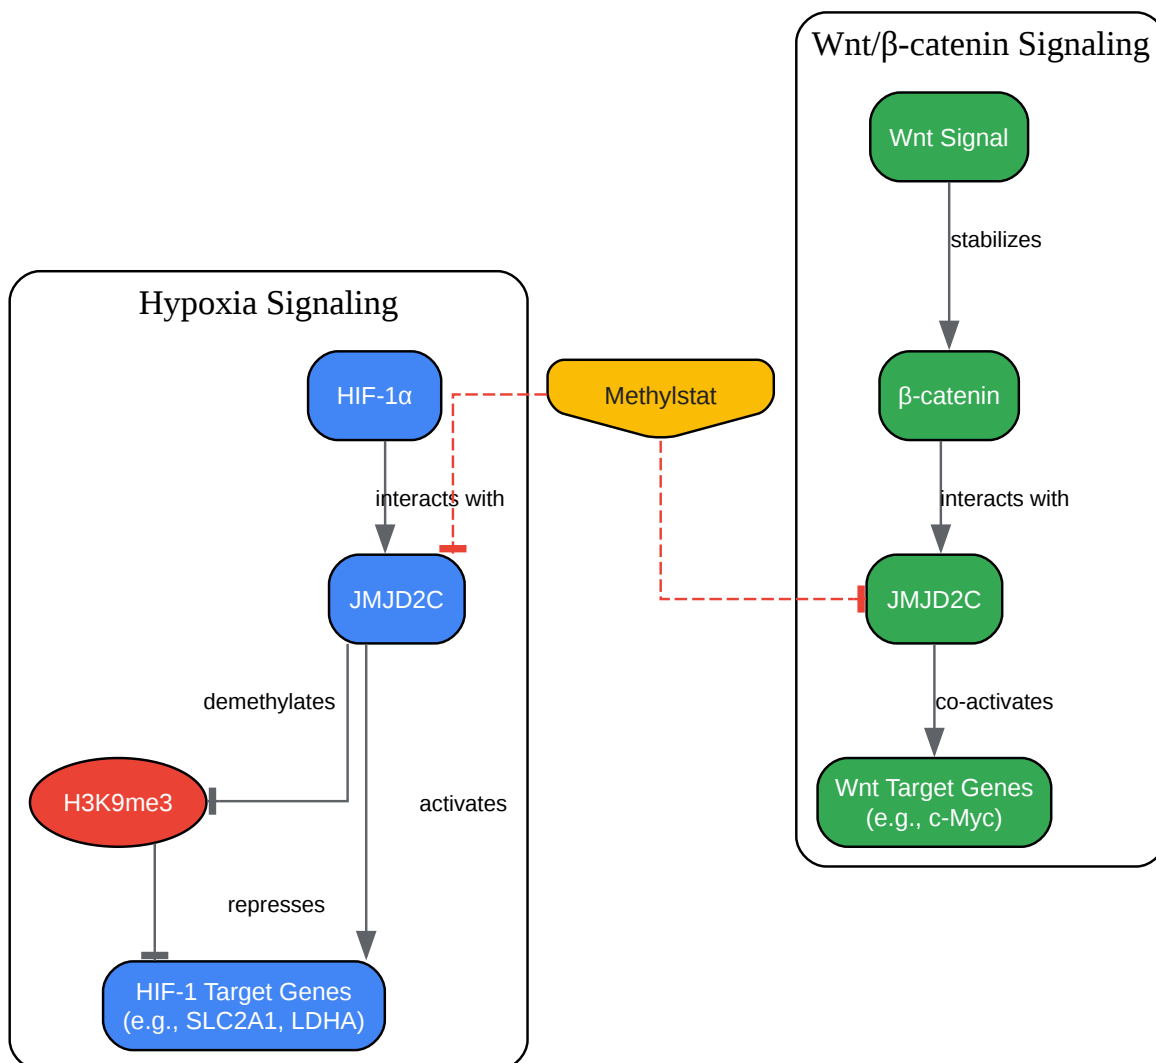 Wnt/β-catenin Signaling
Wnt Signal
stabilizes
Hypoxia Signaling
HIF-1α
Methylstat
β-catenin
interacts with
interacts with
JMJD2C
JMJD2C
demethylates
co-activates
H3K9me3
activates
Wnt Target Genes
(e.g., c-Myc)
represses
HIF-1 Target Genes
(e.g., SLC2A1, LDHA)